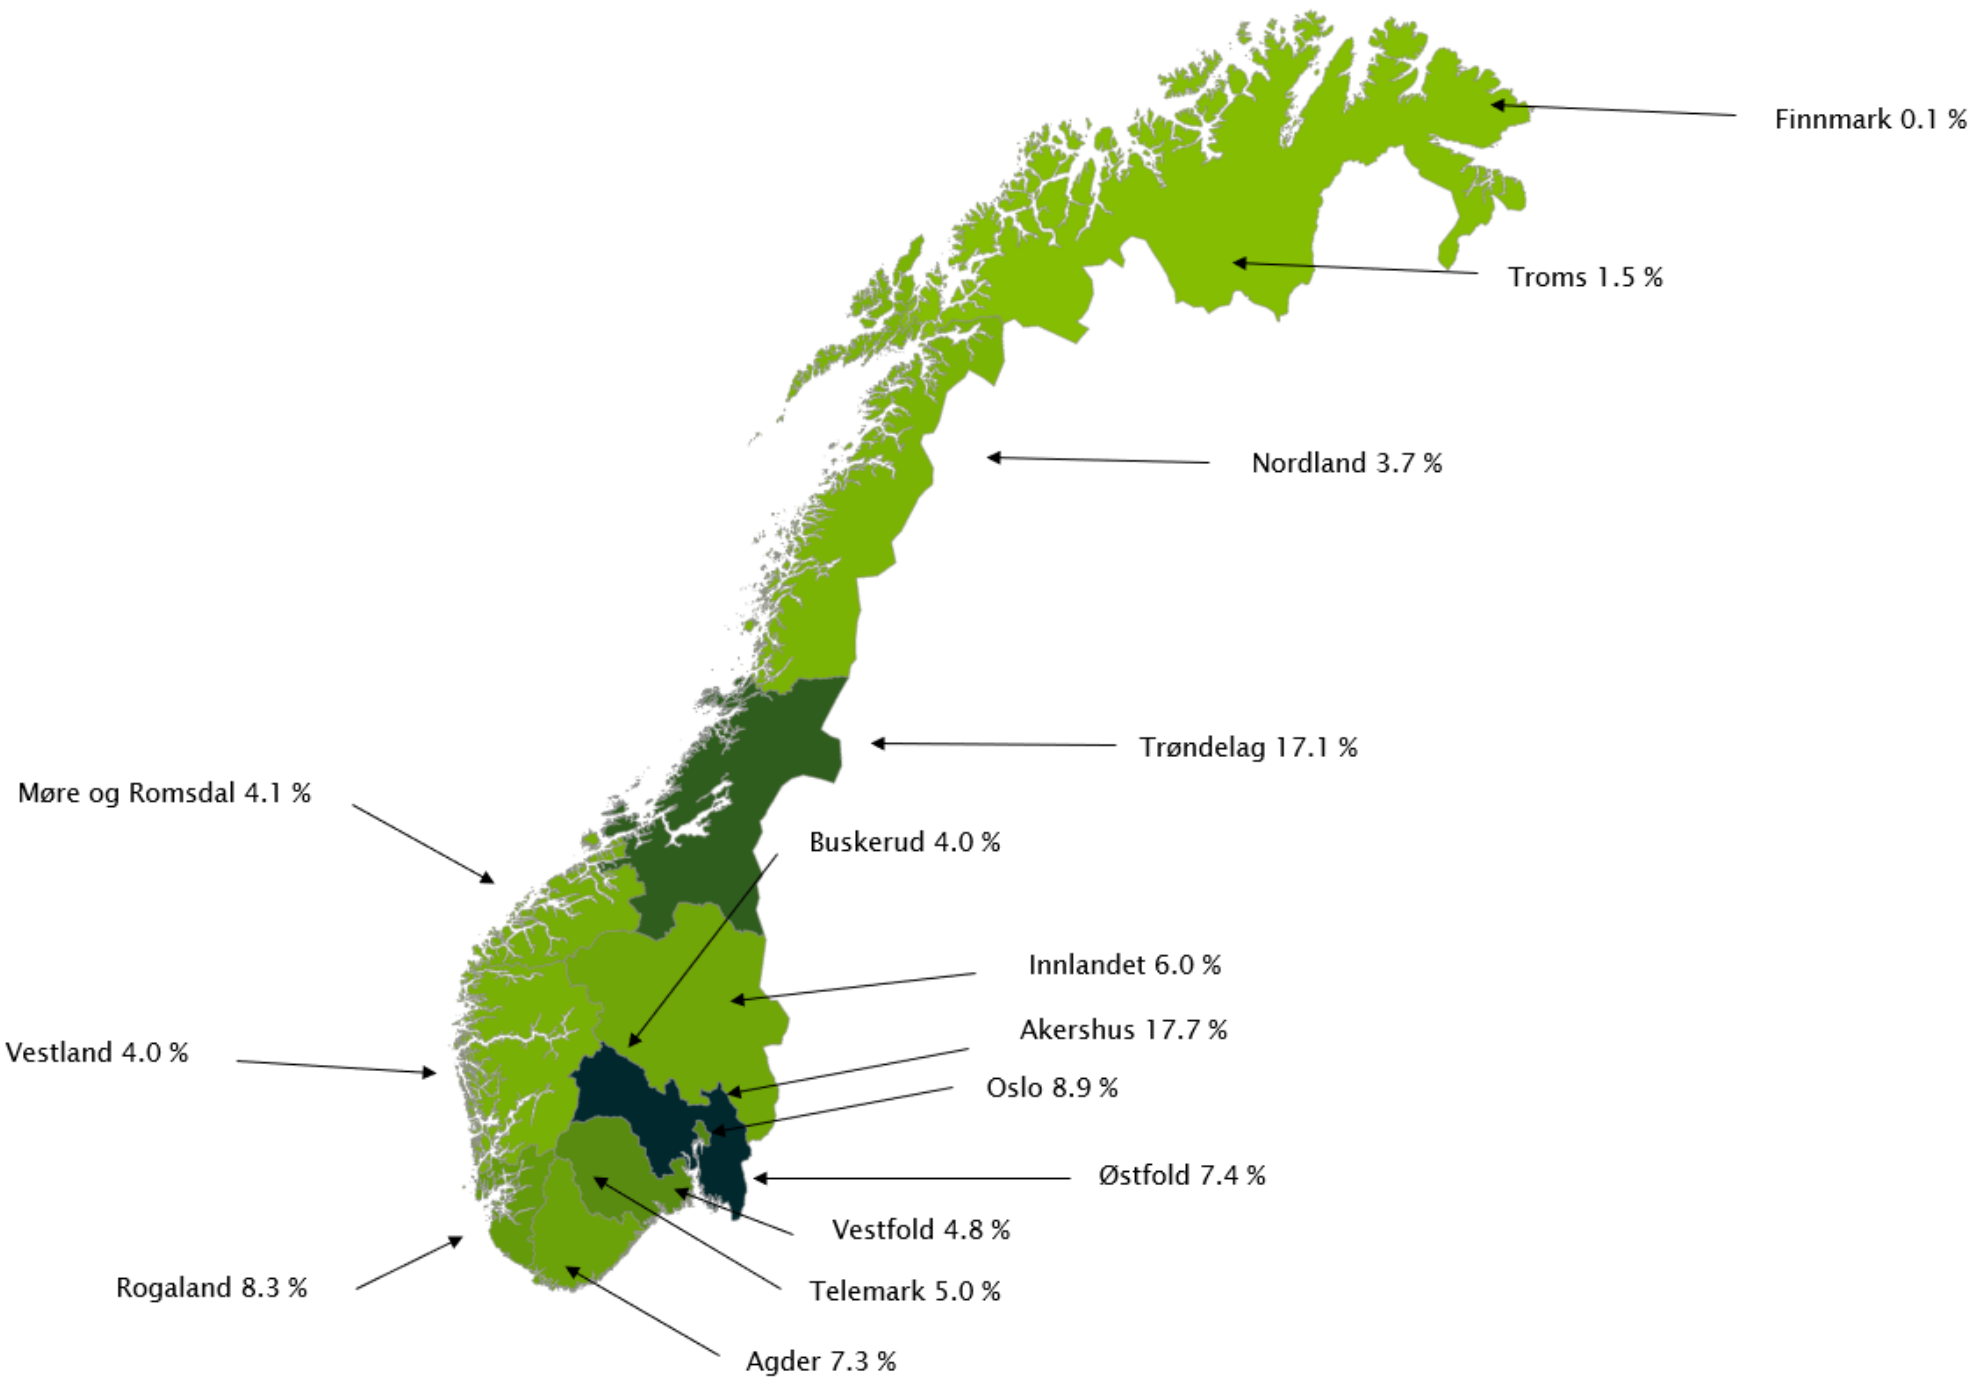 Finnmark 0.1 %
Troms 1.5 %
Nordland 3.7 %
Trøndelag 17.1 %
Møre og Romsdal 4.1 %
Buskerud 4.0 %
Innlandet 6.0 %
Akershus 17.7 %
Vestland 4.0 %
Oslo 8.9 %
Østfold 7.4 %
Vestfold 4.8 %
Rogaland 8.3 %
Telemark 5.0 %
Agder 7.3 %